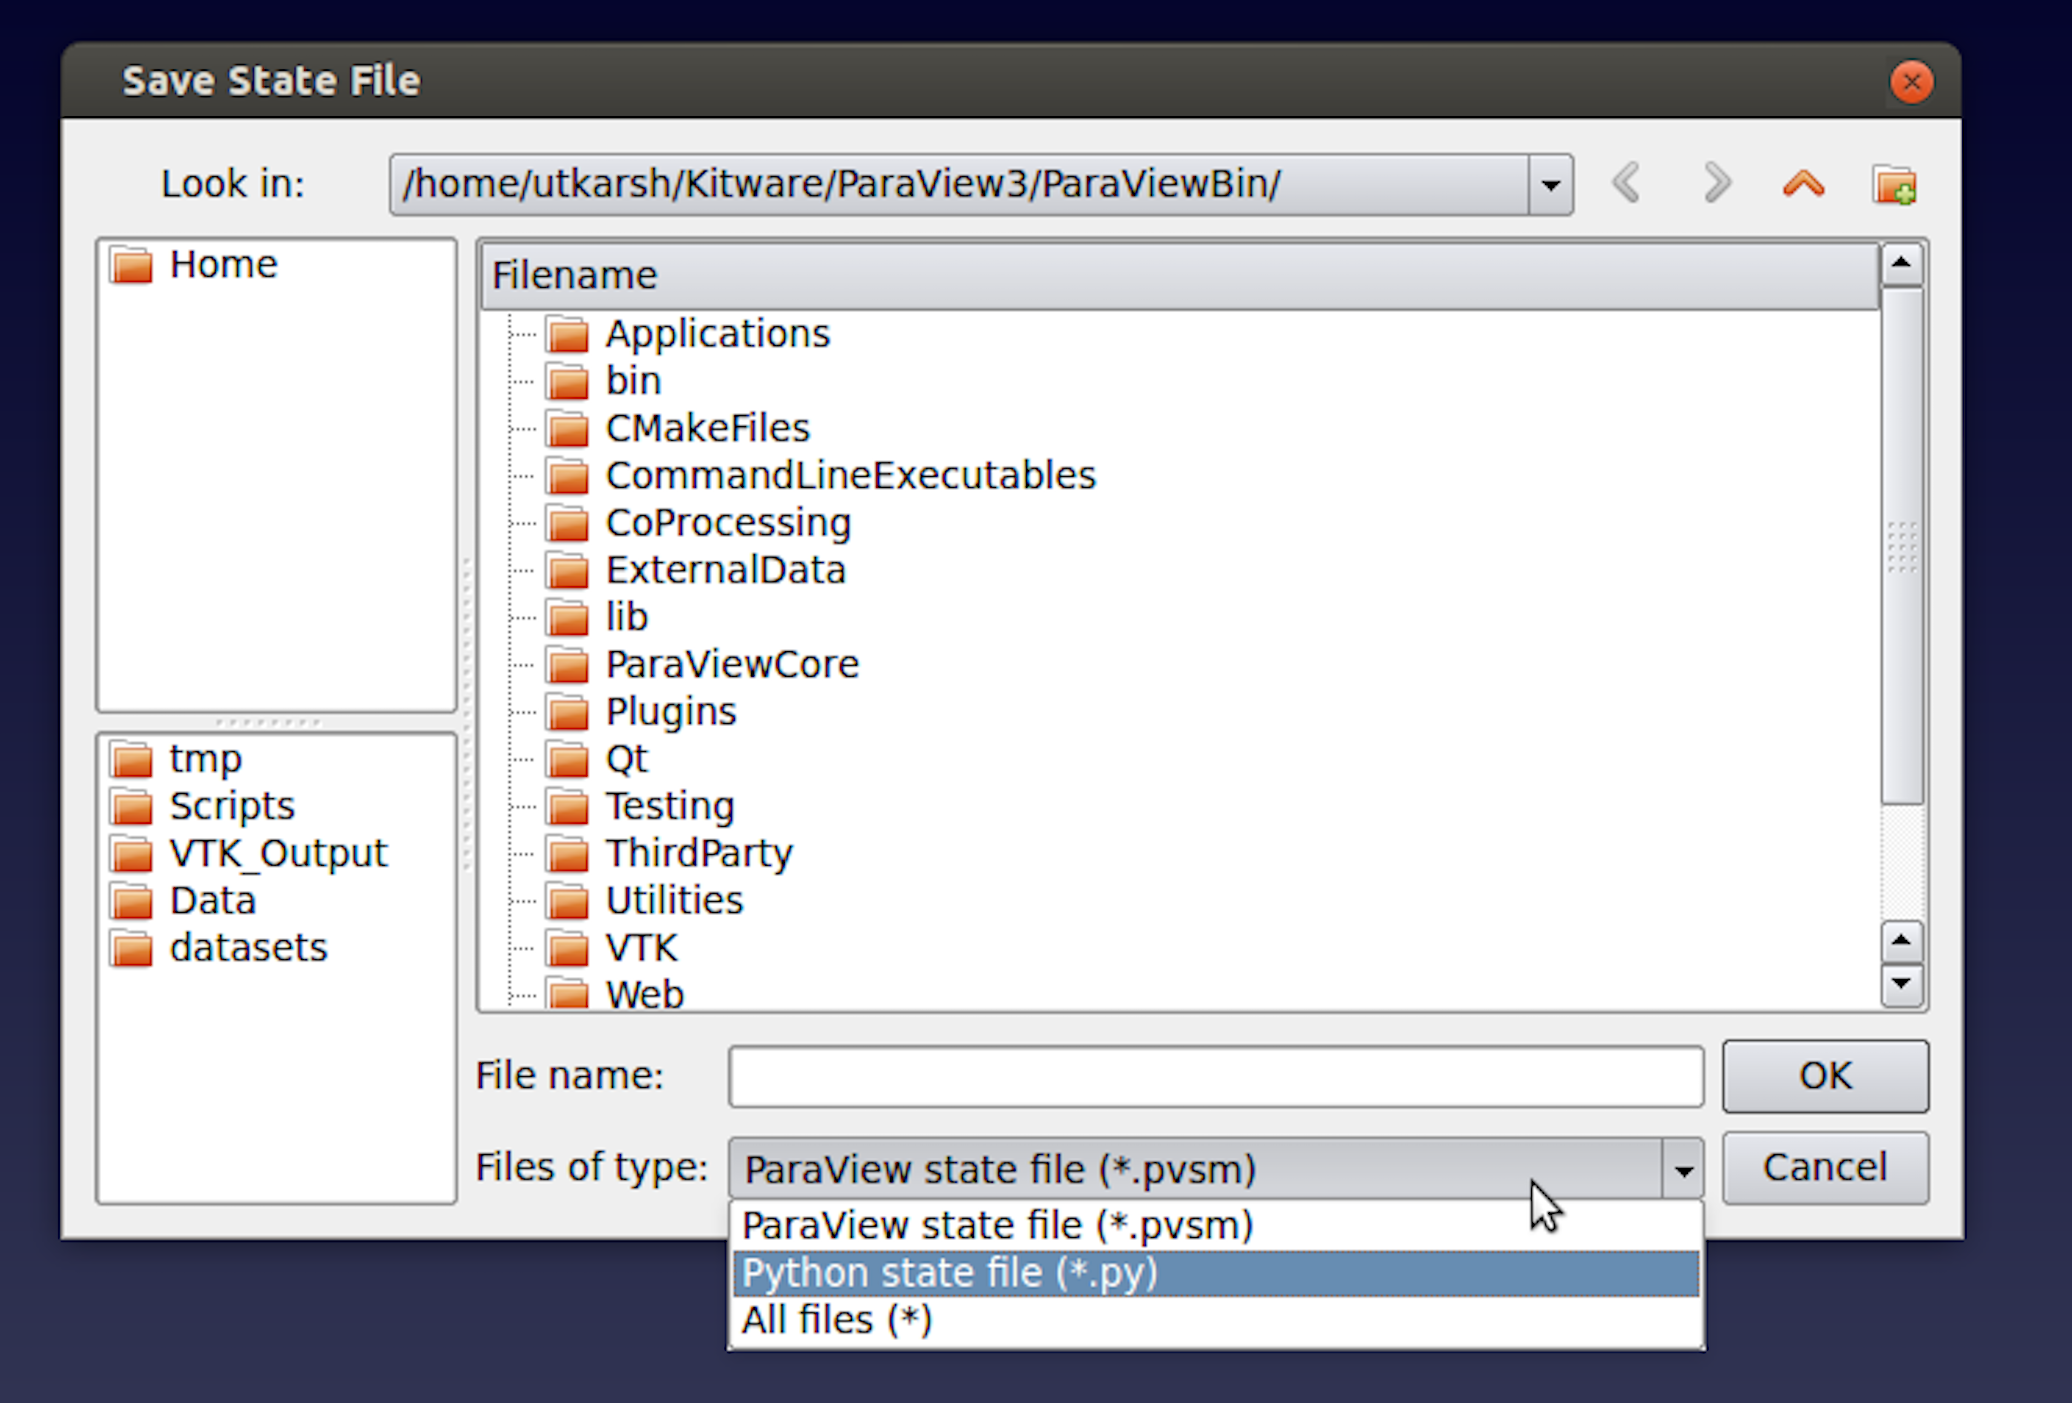 Save State File
Look in:
/home/utkarsh/Kitware/ParaView3/ParaViewBin/
Home
tmp
Scripts
VTK_Output
Data
datasets
Filename
Applications
bin
CMakeFiles
CommandLineExecutables
CoProcessing
ExternalData
lib
ParaViewCore
Plugins
Qt
Testing
ThirdParty
Utilities
VTK
Web
File name:
OK
Files of type:
ParaView state file (*.pvsm)
Cancel
ParaView state file (*.pvsm)
Python state file (*.py)
All files (*)